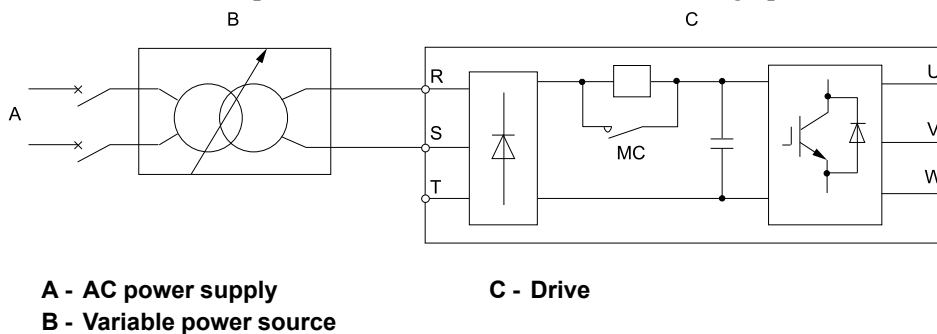 B
C
A
R
S
T
MC
U
V
W
A - AC power supply
B - Variable power source
C - Drive